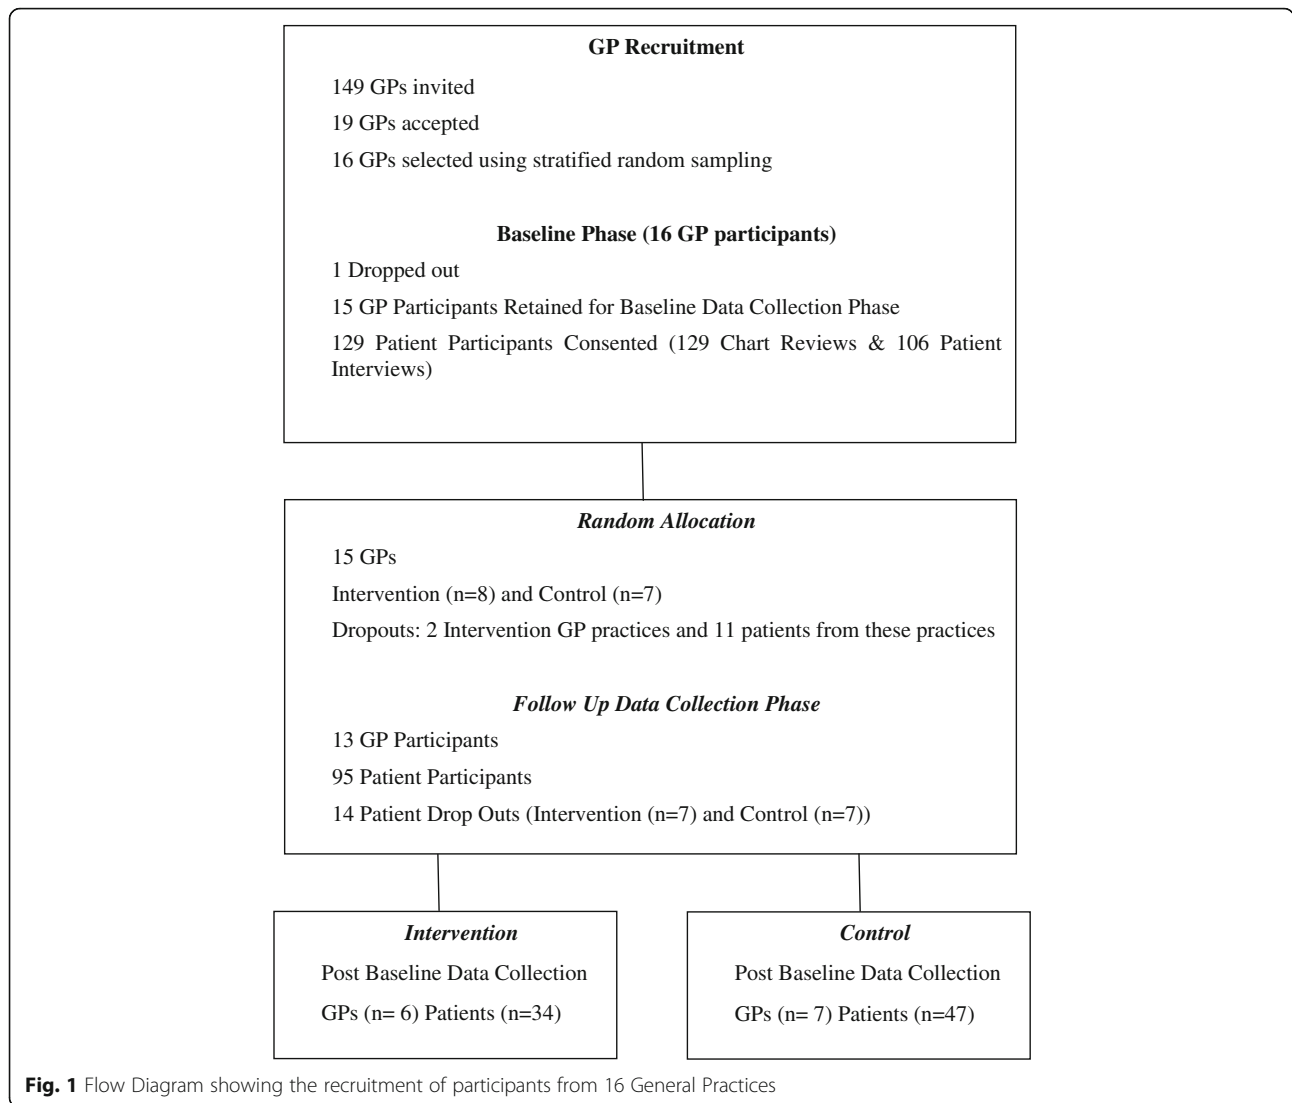 GP Recruitment
149 GPs invited
19 GPs accepted
16 GPs selected using stratified random sampling
Baseline Phase (16 GP participants)
1 Dropped out
15 GP Participants Retained for Baseline Data Collection Phase
129 Patient Participants Consented (129 Chart Reviews & 106 Patient
Interviews)
Random Allocation
15 GPs
Intervention (n=8) and Control (n=7)
Dropouts: 2 Intervention GP practices and 11 patients from these practices
Follow Up Data Collection Phase
13 GP Participants
95 Patient Participants
14 Patient Drop Outs (Intervention (n=7) and Control (n=7))
Intervention
Post Baseline Data Collection
GPs (n= 6) Patients (n=34)
Control
Post Baseline Data Collection
GPs (n= 7) Patients (n=47)
Fig. 1 Flow Diagram showing the recruitment of participants from 16 General Practices